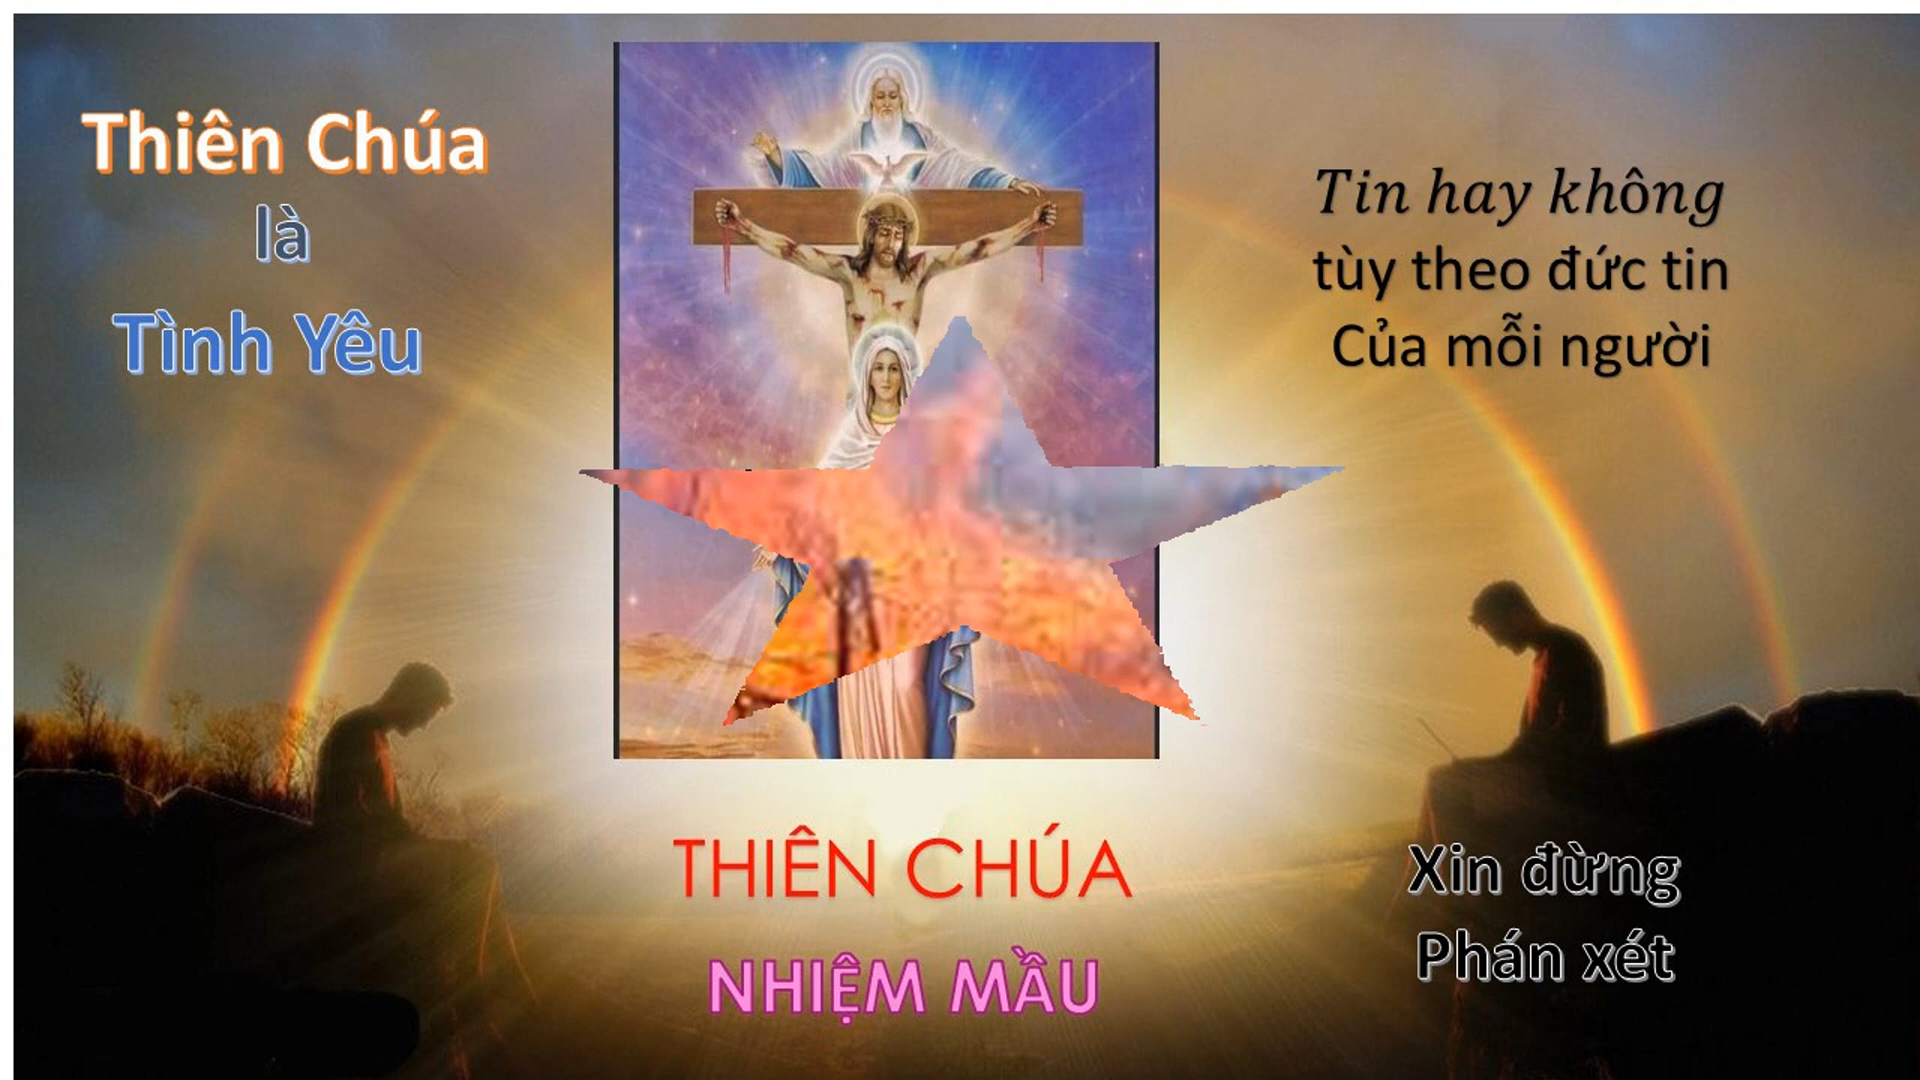 Thiên Chúa
là
Tình Yêu
Tin hay không
tùy theo đức tin
Của mỗi người
THIÊN CHÚA
NHIỆM MẦU
Xin đừng
Phán xét